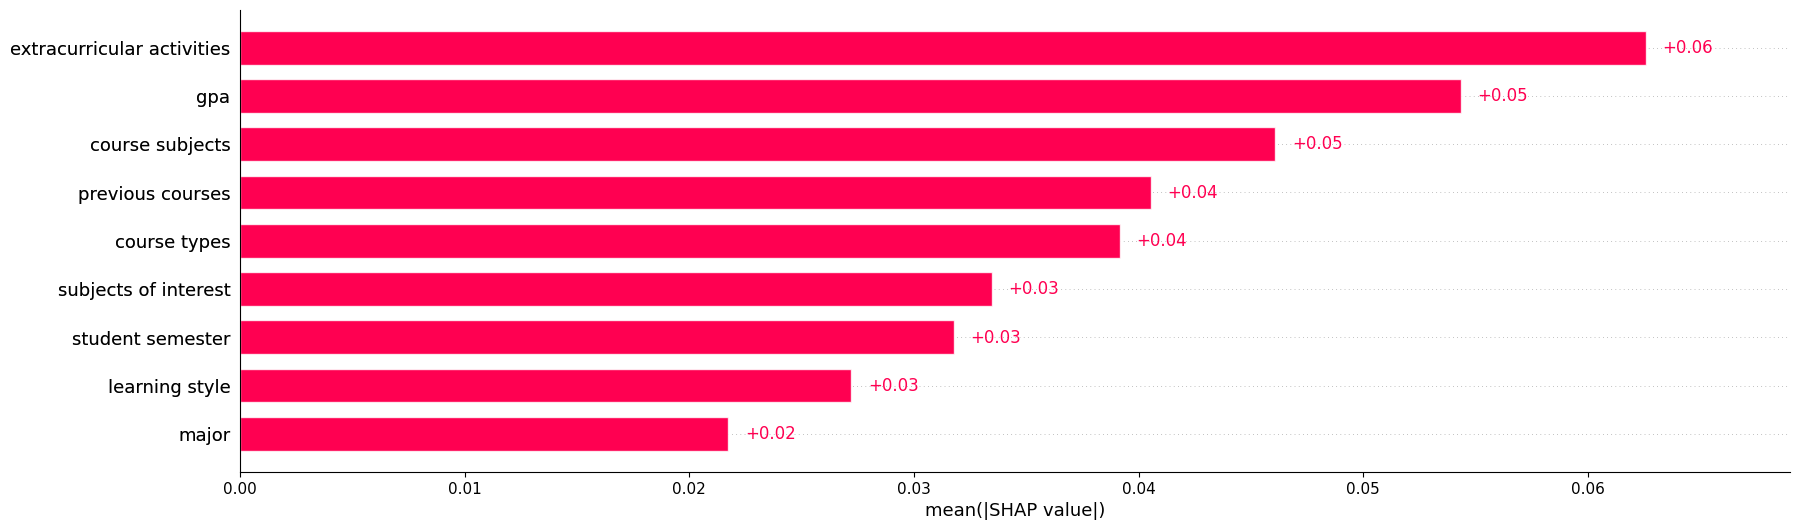 extracurricular activities +0.06
gpa +0.05
course subjects +0.05
previous courses +0.04
course types +0.04
subjects of interest +0.03
student semester +0.03
learning style +0.03
major +0.02
0.00 0.01 0.02 0.03 0.04 0.05 0.06
mean(|SHAP value|)